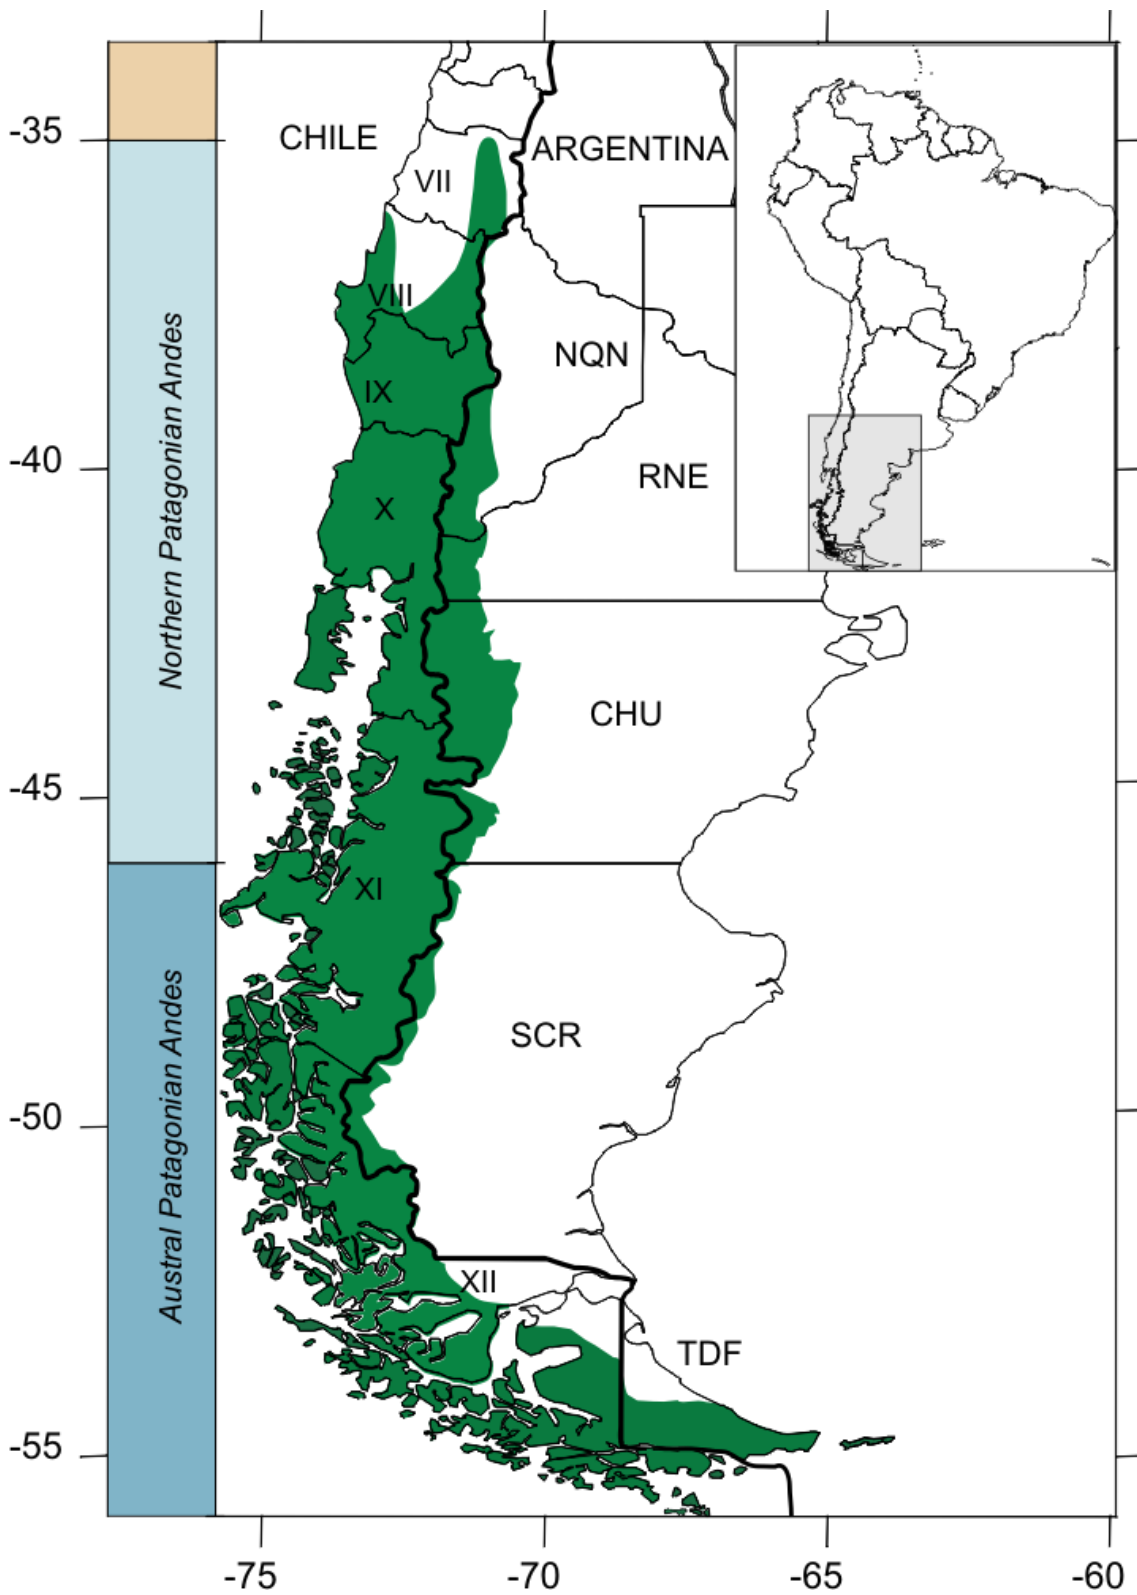 CHILE
ARGENTINA
-35
VII
VIII
NQN
IX
-40
RNE
X
Northern Patagonian Andes
CHU
-45
XI
SCR
-50
Austral Patagonian Andes
XII
TDF
-55
-75
-70
-65
-60